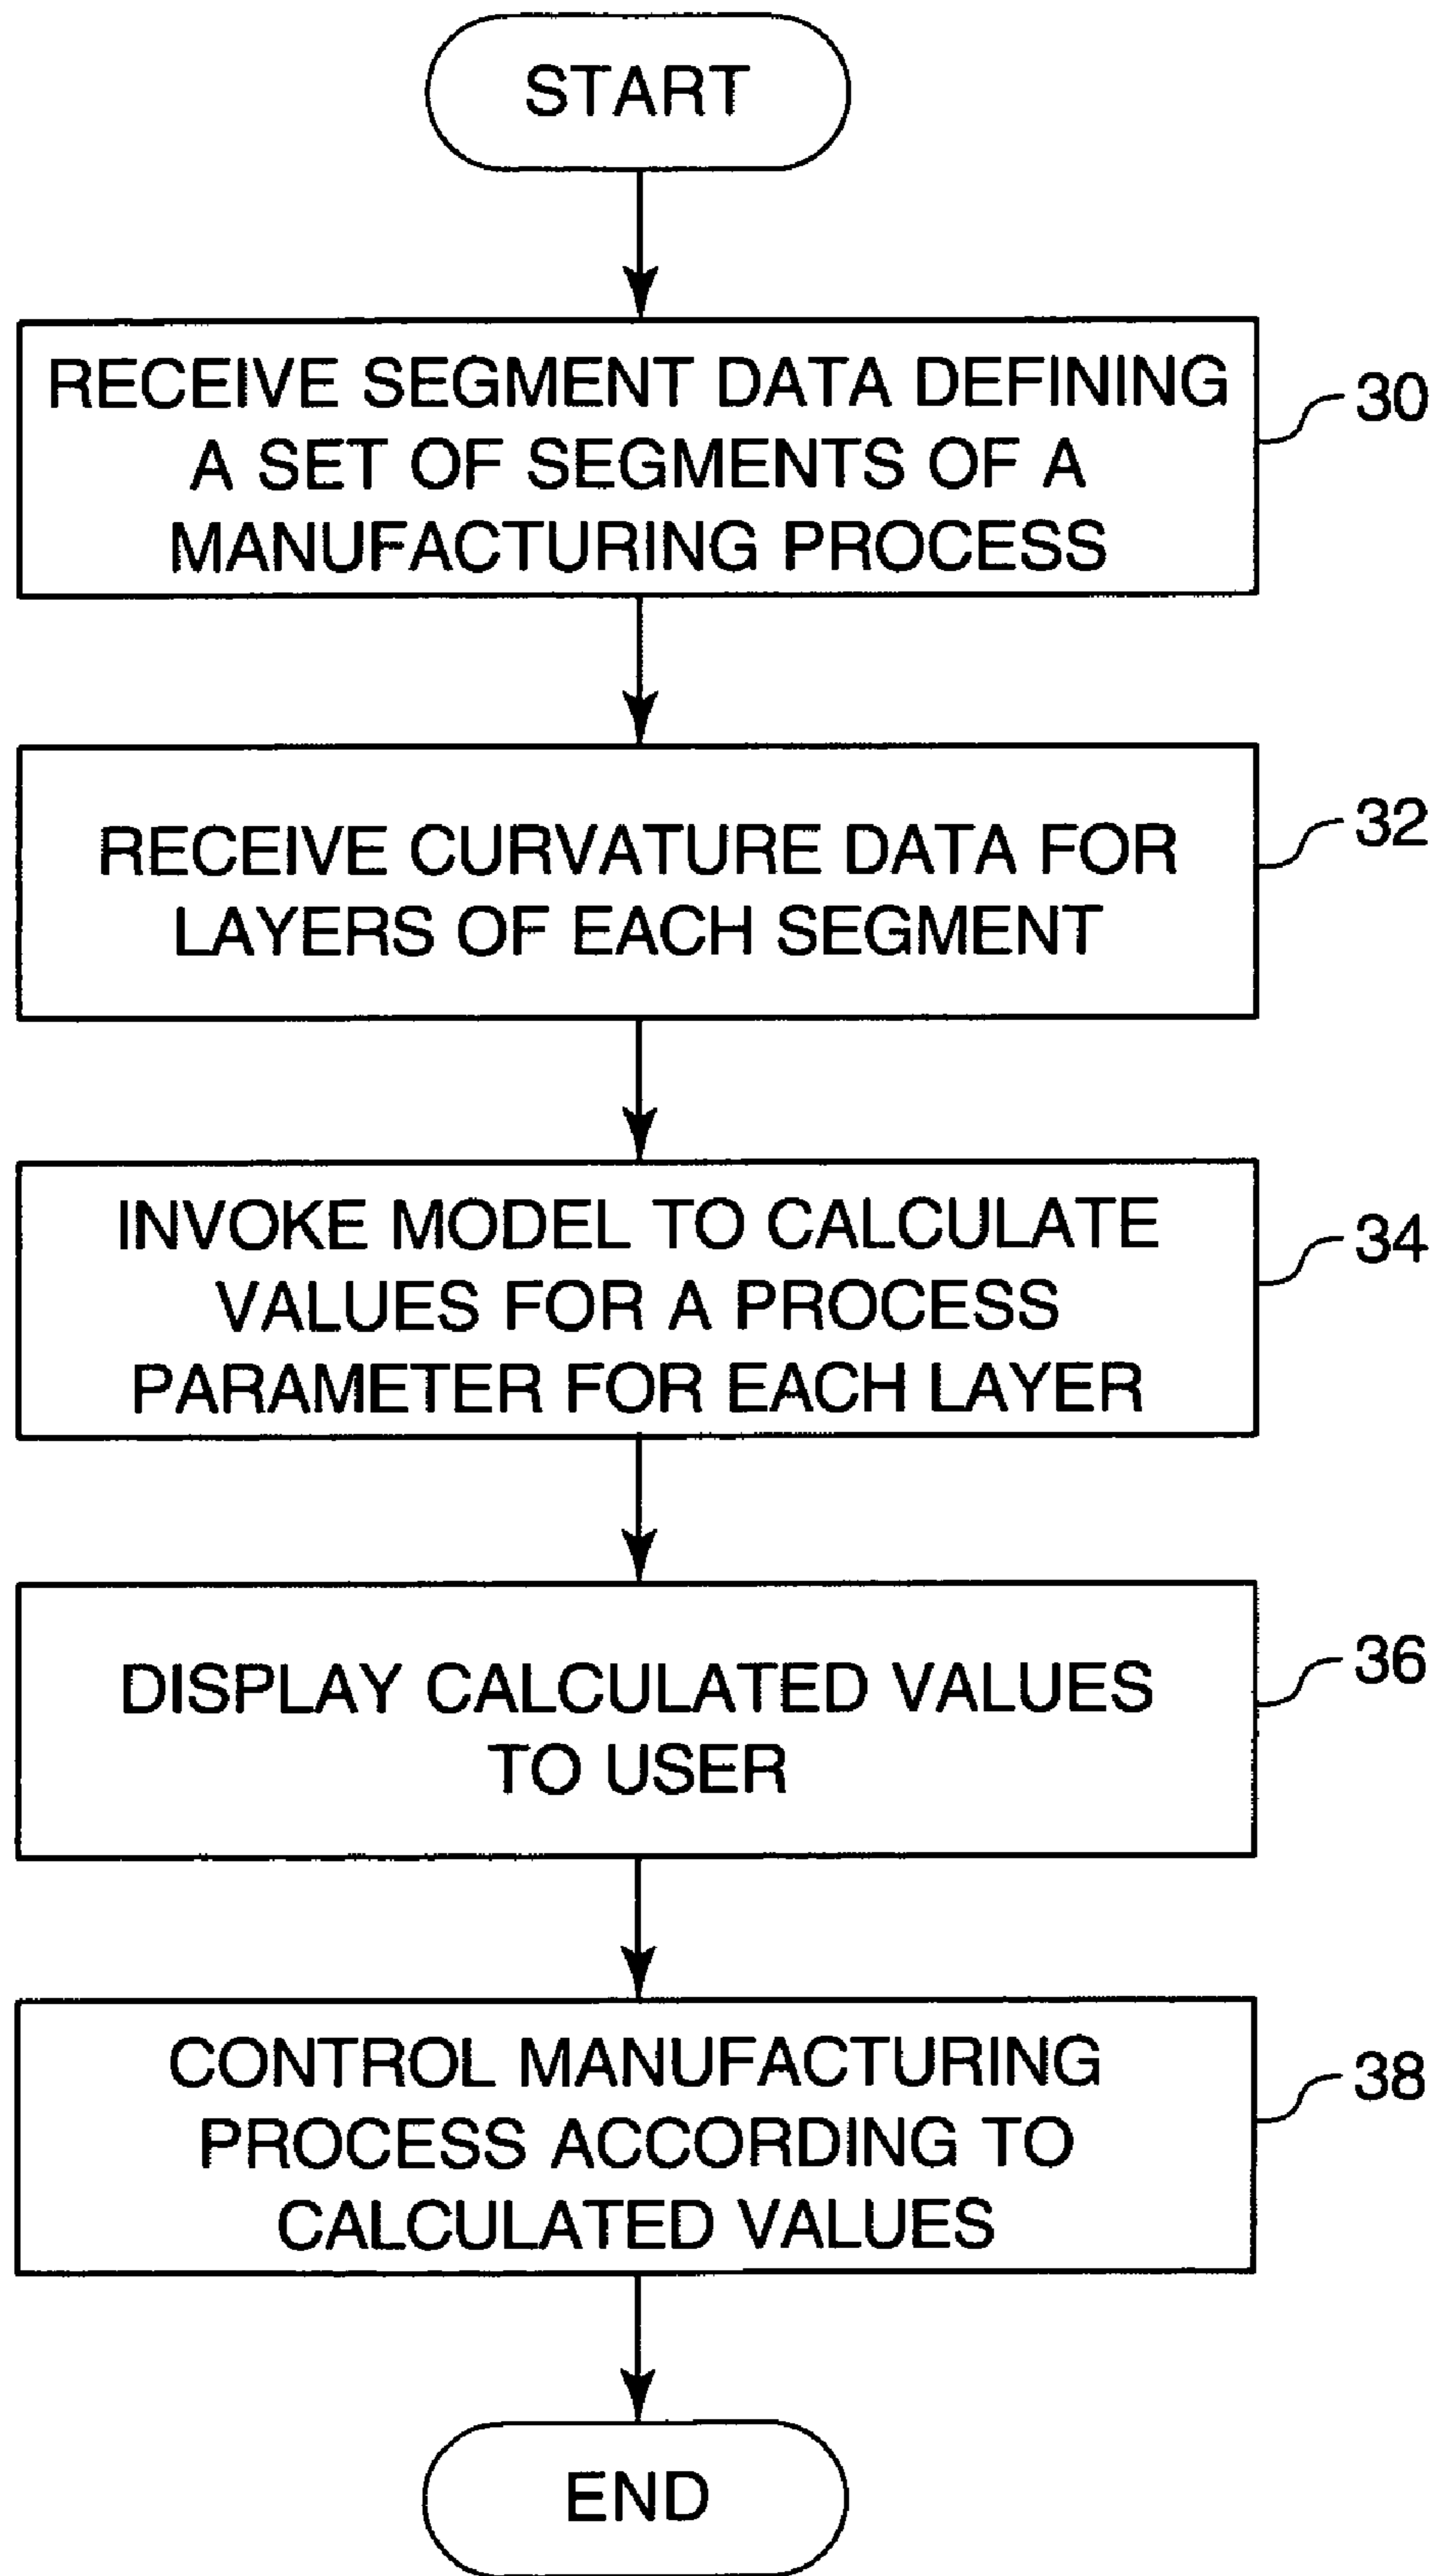 START
RECEIVE SEGMENT DATA DEFINING
A SET OF SEGMENTS OF A
MANUFACTURING PROCESS
30
RECEIVE CURVATURE DATA FOR
LAYERS OF EACH SEGMENT
32
INVOKE MODEL TO CALCULATE
VALUES FOR A PROCESS
PARAMETER FOR EACH LAYER
34
DISPLAY CALCULATED VALUES
TO USER
36
CONTROL MANUFACTURING
PROCESS ACCORDING TO
CALCULATED VALUES
38
END